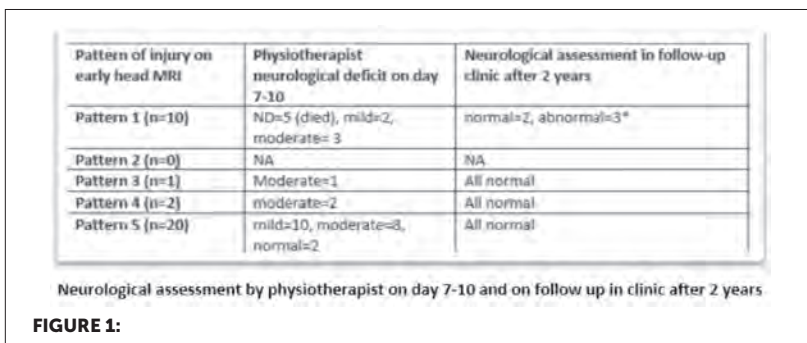 Pattern of injury on early head MRI | Physiotherapist neurological deficit on day 7-10 | Neurological assessment in follow-up clinic after 2 years
Pattern 1 (n=10) | ND=5 (died), mild=2, moderate= 3 | normal=2, abnormal=3*
Pattern 2 (n=0) | NA | NA
Pattern 3 (n=1) | Moderate=1 | All normal
Pattern 4 (n=2) | moderate=2 | All normal
Pattern 5 (n=20) | mild=10, moderate=8, normal=2 | All normal
Neurological assessment by physiotherapist on day 7-10 and on follow up in clinic after 2 years
FIGURE 1: